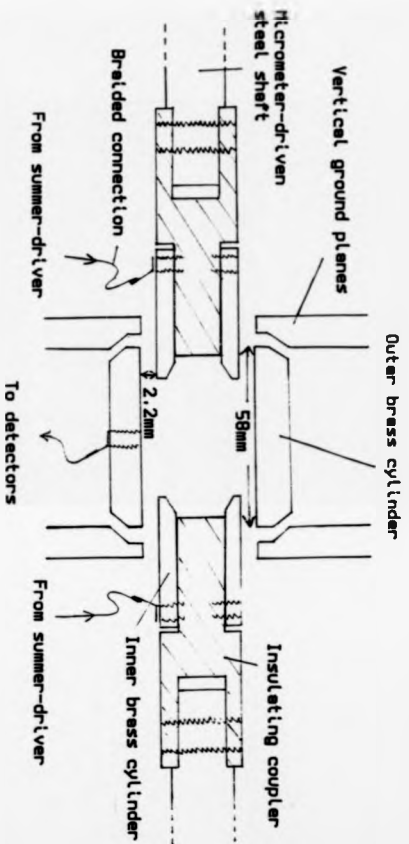 Outer brass cylinder
Vertical ground planes
Micrometer-driven
steel shaft
Braided connection
From summer-driver
58mm
2.2mm
To detectors
Insulating coupler
Inner brass cylinder
From summer-driver